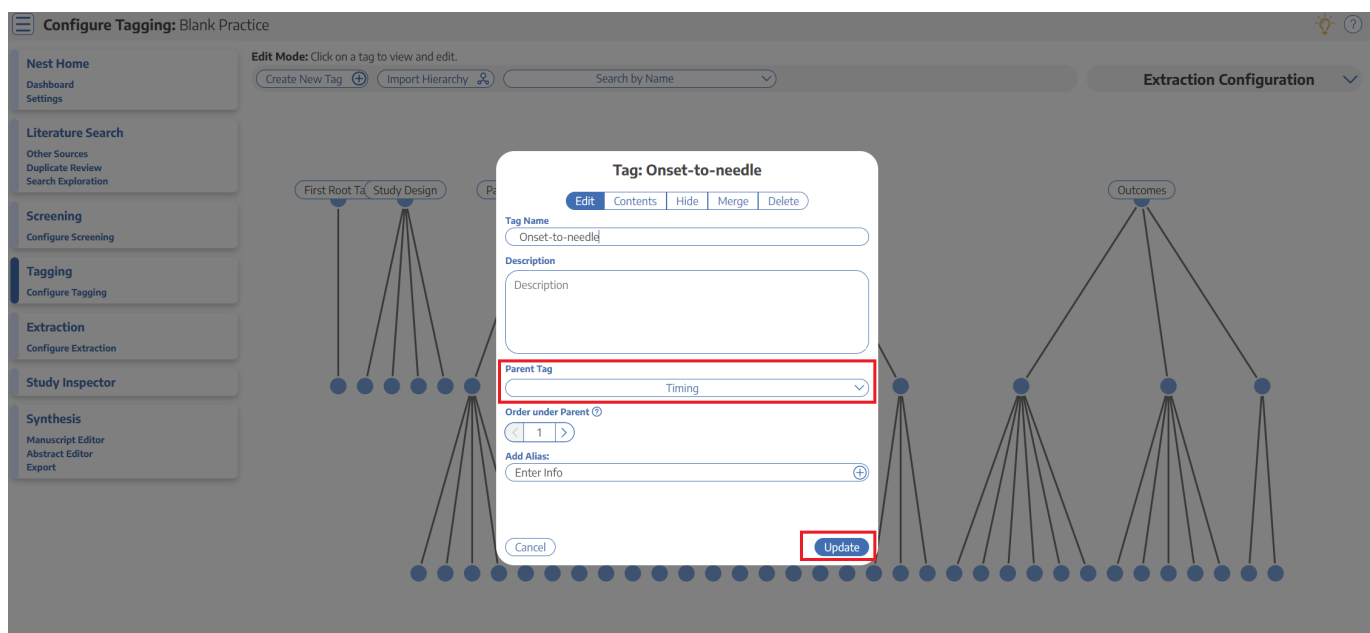 Configure Tagging: Blank Practice
Nest Home
Dashboard
Settings
Literature Search
Other Sources
Duplicate Review
Search Exploration
Screening
Configure Screening
Tagging
Configure Tagging
Extraction
Configure Extraction
Study Inspector
Synthesis
Manuscript Editor
Abstract Editor
Export
Edit Mode: Click on a tag to view and edit.
Create New Tag
Import Hierarchy
Search by Name
Extraction Configuration
First Root Ta
Study Design
Pa
Outcomes
Tag: Onset-to-needle
Edit Contents Hide Merge Delete
Tag Name
Onset-to-needle
Description
Description
Parent Tag
Timing
Order under Parent ?
< 1 >
Add Alias:
Enter Info
Cancel
Update